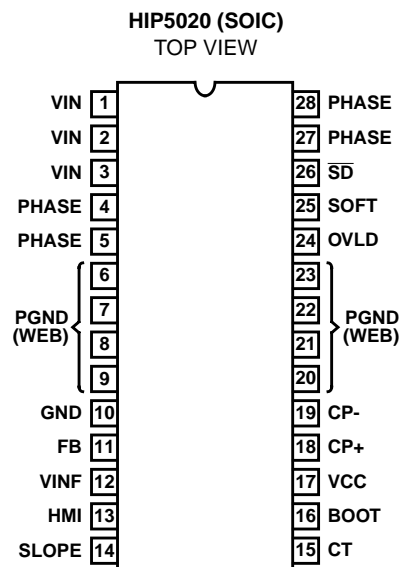 HIP5020 (SOIC)
TOP VIEW
VIN 1
VIN 2
VIN 3
PHASE 4
PHASE 5
6
7
8
9
PGND
(WEB)
GND 10
FB 11
VINF 12
HMI 13
SLOPE 14
28 PHASE
27 PHASE
26 S̅D̅
25 SOFT
24 OVLD
23
22
21
20
PGND
(WEB)
19 CP-
18 CP+
17 VCC
16 BOOT
15 CT